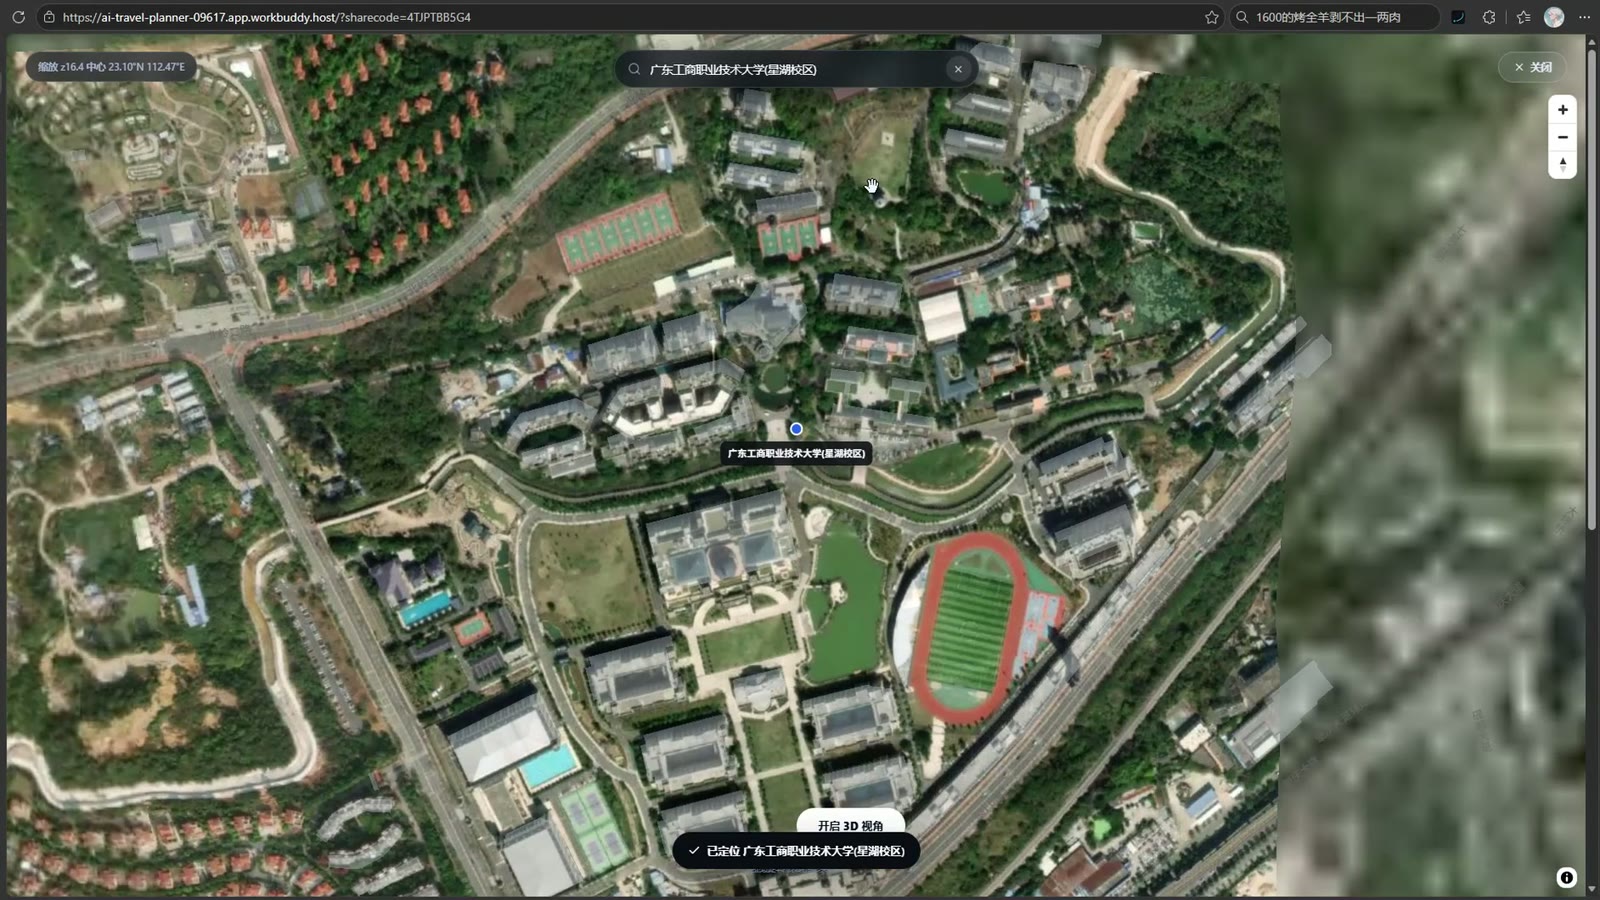 https://ai-travel-planner-09617.app.workbuddy.host/?sharecode=4TJPTBB5G4
1600的烤全羊剥不出一两肉
缩放 z16.4 中心 23.10°N 112.47°E
广东工商职业技术大学(星湖校区)
关闭
广东工商职业技术大学(星湖校区)
开启 3D 视角
已定位 广东工商职业技术大学(星湖校区)